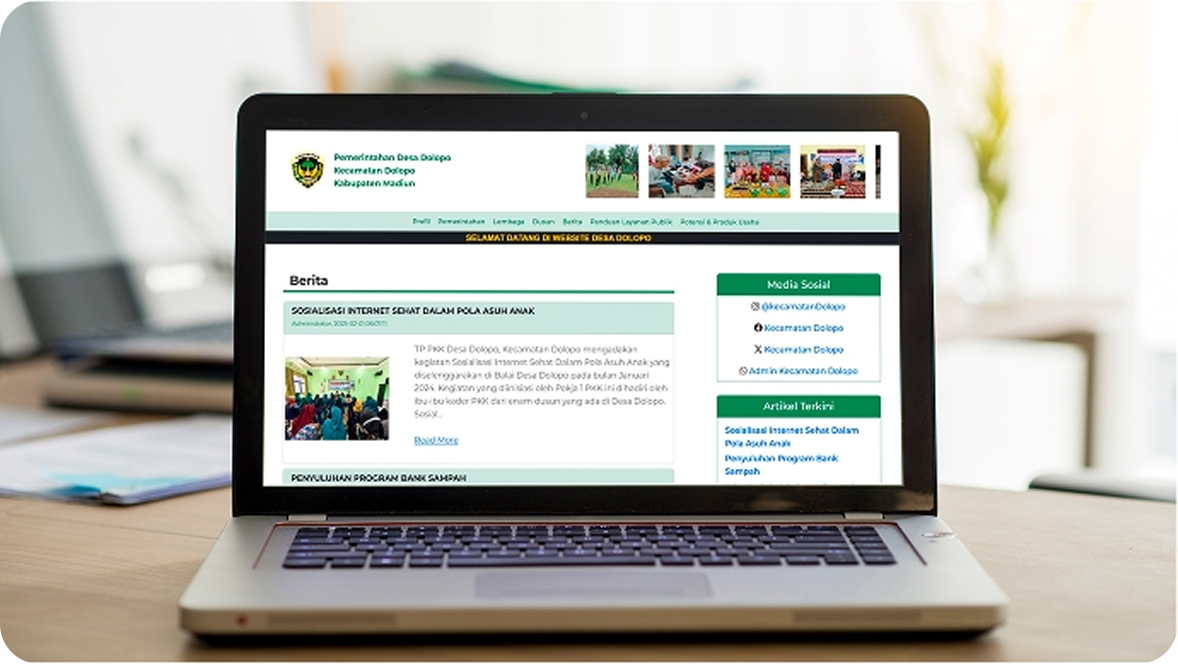 Pemerintahan Desa Dolopo
Kecamatan Dolopo
Kabupaten Madiun
Profil Pemerintahan Lembaga Dusun Berita Panduan Layanan Publik Potensi & Produk Usaha
SELAMAT DATANG DI WEBSITE DESA DOLOPO
Berita
SOSIALISASI INTERNET SEHAT DALAM POLA ASUH ANAK
Administrator,
TP PKK Desa Dolopo, Kecamatan Dolopo mengadakan
kegiatan Sosialisasi Internet Sehat Dalam Pola Asuh Anak yang
diselenggarakan di Balai Desa Dolopo pada bulan Januari
2024. Kegiatan yang diinisiasi oleh Pokja 1 PKK ini dihadiri oleh
ibu-ibu kader PKK dari enam dusun yang ada di Desa Dolopo.
Sosial...
Read More
PENYULUHAN PROGRAM BANK SAMPAH
Media Sosial
@KecamatanDolopo
Kecamatan Dolopo
Kecamatan Dolopo
Admin Kecamatan Dolopo
Artikel Terkini
Sosialisasi Internet Sehat Dalam
Pola Asuh Anak
Penyuluhan Program Bank
Sampah